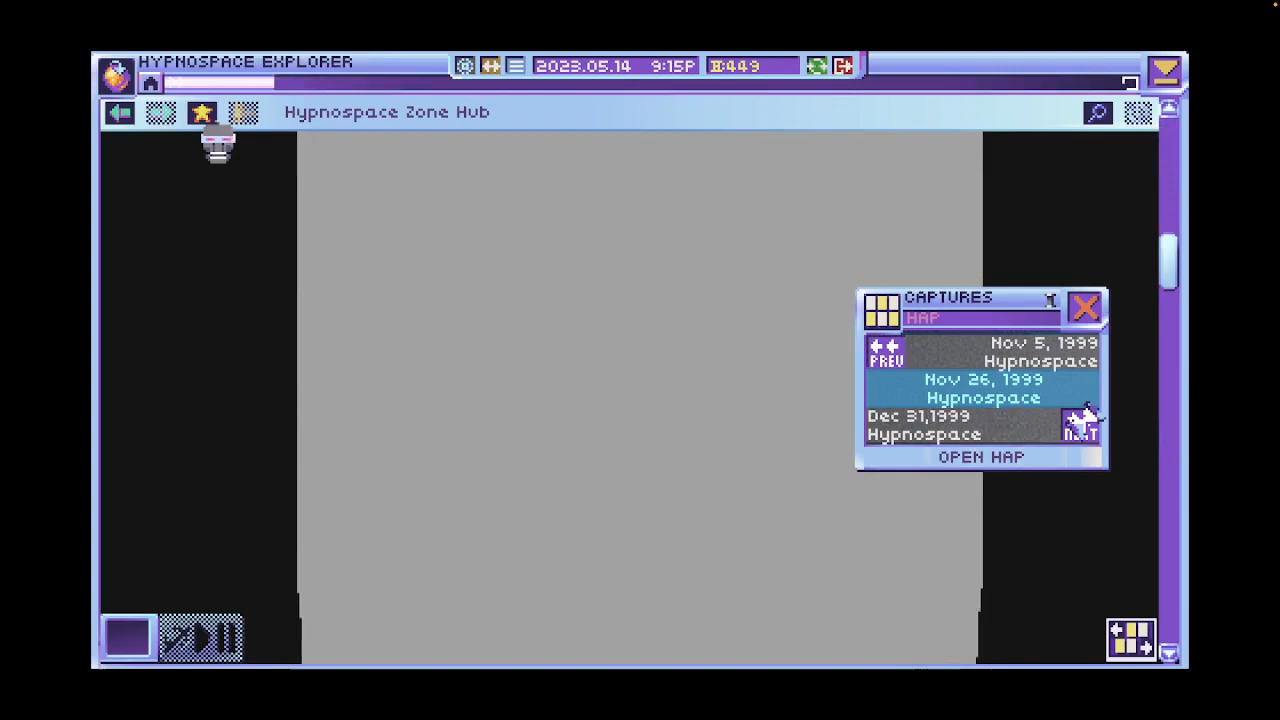 HYPNOSPACE EXPLORER
2023.05.14 9:15P
:449
Hypnospace Zone Hub
CAPTURES
HAP
PREV
Nov 5, 1999
Hypnospace
Nov 26, 1999
Hypnospace
Dec 31,1999
Hypnospace
OPEN HAP